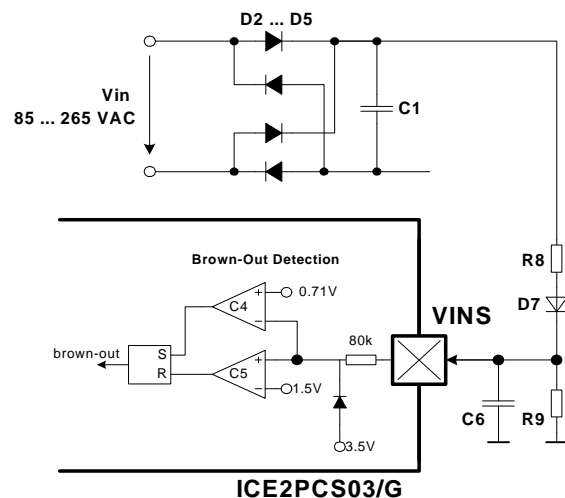 D2 ... D5
Vin
85 ... 265 VAC
C1
R8
Brown-Out Detection
D7
C4
+
0.71V
−
VINS
80k
brown-out
S
R
C5
+
−
1.5V
C6
R9
3.5V
ICE2PCS03/G